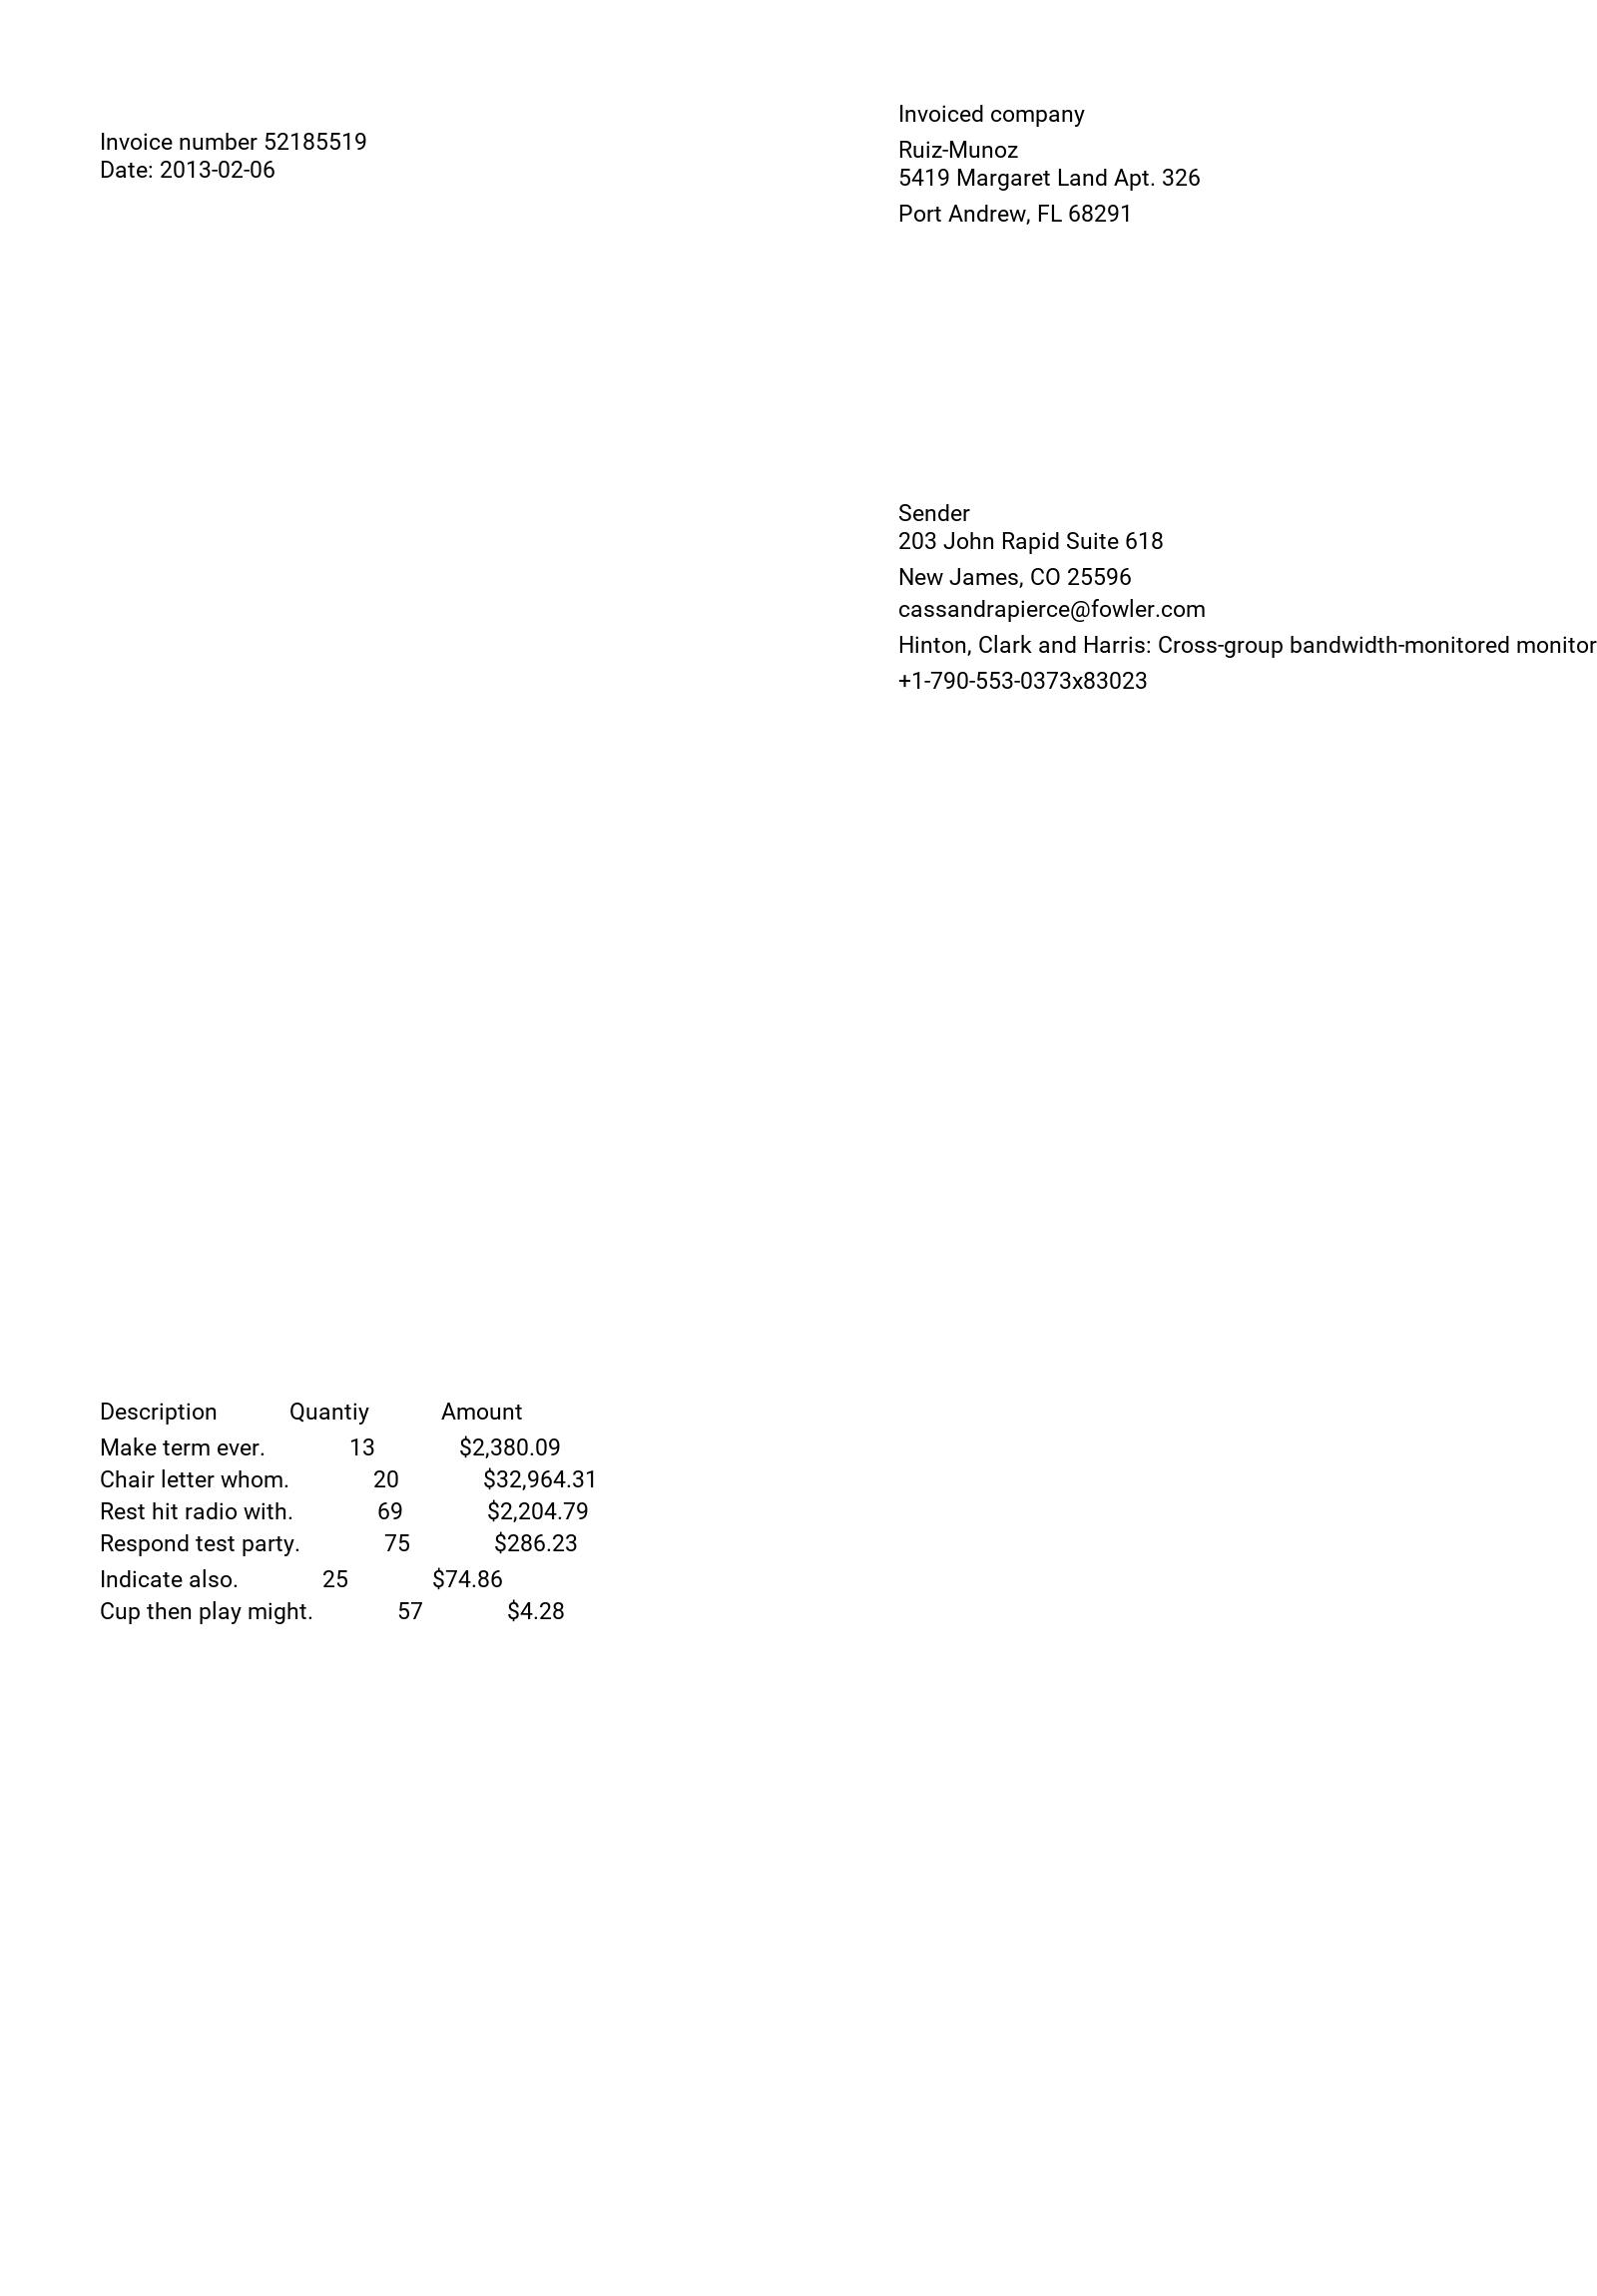 Invoice number 52185519
Date: 2013-02-06
Invoiced company
Ruiz-Munoz
5419 Margaret Land Apt. 326
Port Andrew, FL 68291
Sender
203 John Rapid Suite 618
New James, CO 25596
cassandrapierce@fowler.com
Hinton, Clark and Harris: Cross-group bandwidth-monitored monitor
+1-790-553-0373x83023
Description Quantiy Amount
Make term ever. 13 $2,380.09
Chair letter whom. 20 $32,964.31
Rest hit radio with. 69 $2,204.79
Respond test party. 75 $286.23
Indicate also. 25 $74.86
Cup then play might. 57 $4.28